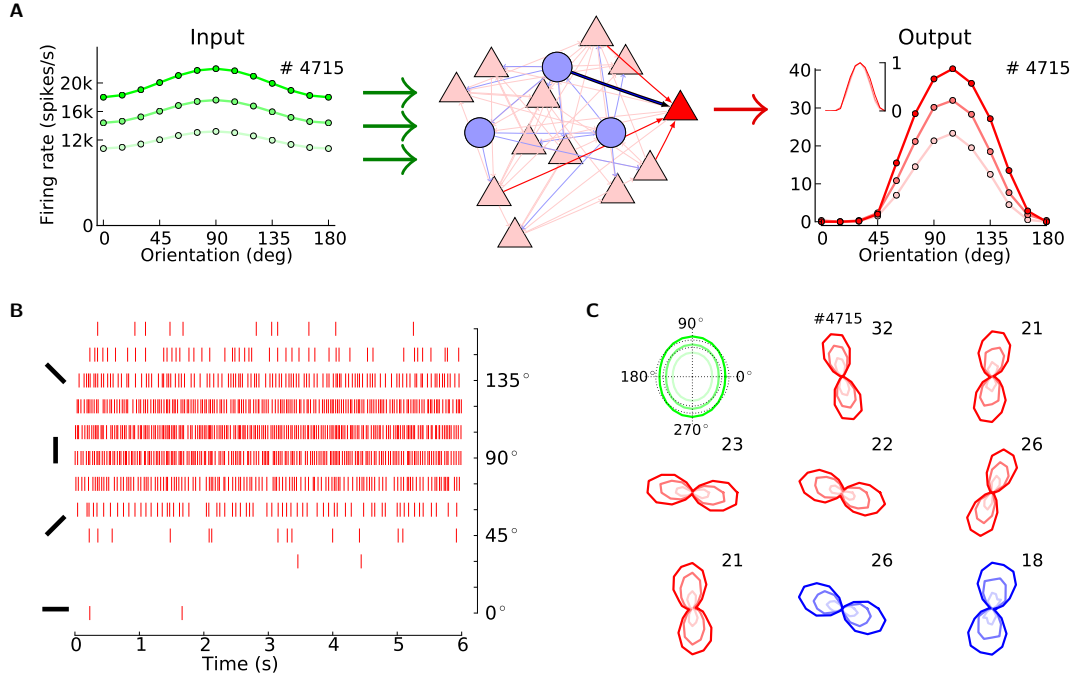 A
Input
# 4715
Firing rate (spikes/s)
20k
16k
12k
0
0 45 90 135 180
Orientation (deg)
Output
# 4715
40
30
20
10
0
1
0
0 45 90 135 180
Orientation (deg)
B
135°
90°
45°
0°
0 1 2 3 4 5 6
Time (s)
C
90°
180° 0°
270°
#4715
32 21
23 22 26
21 26 18